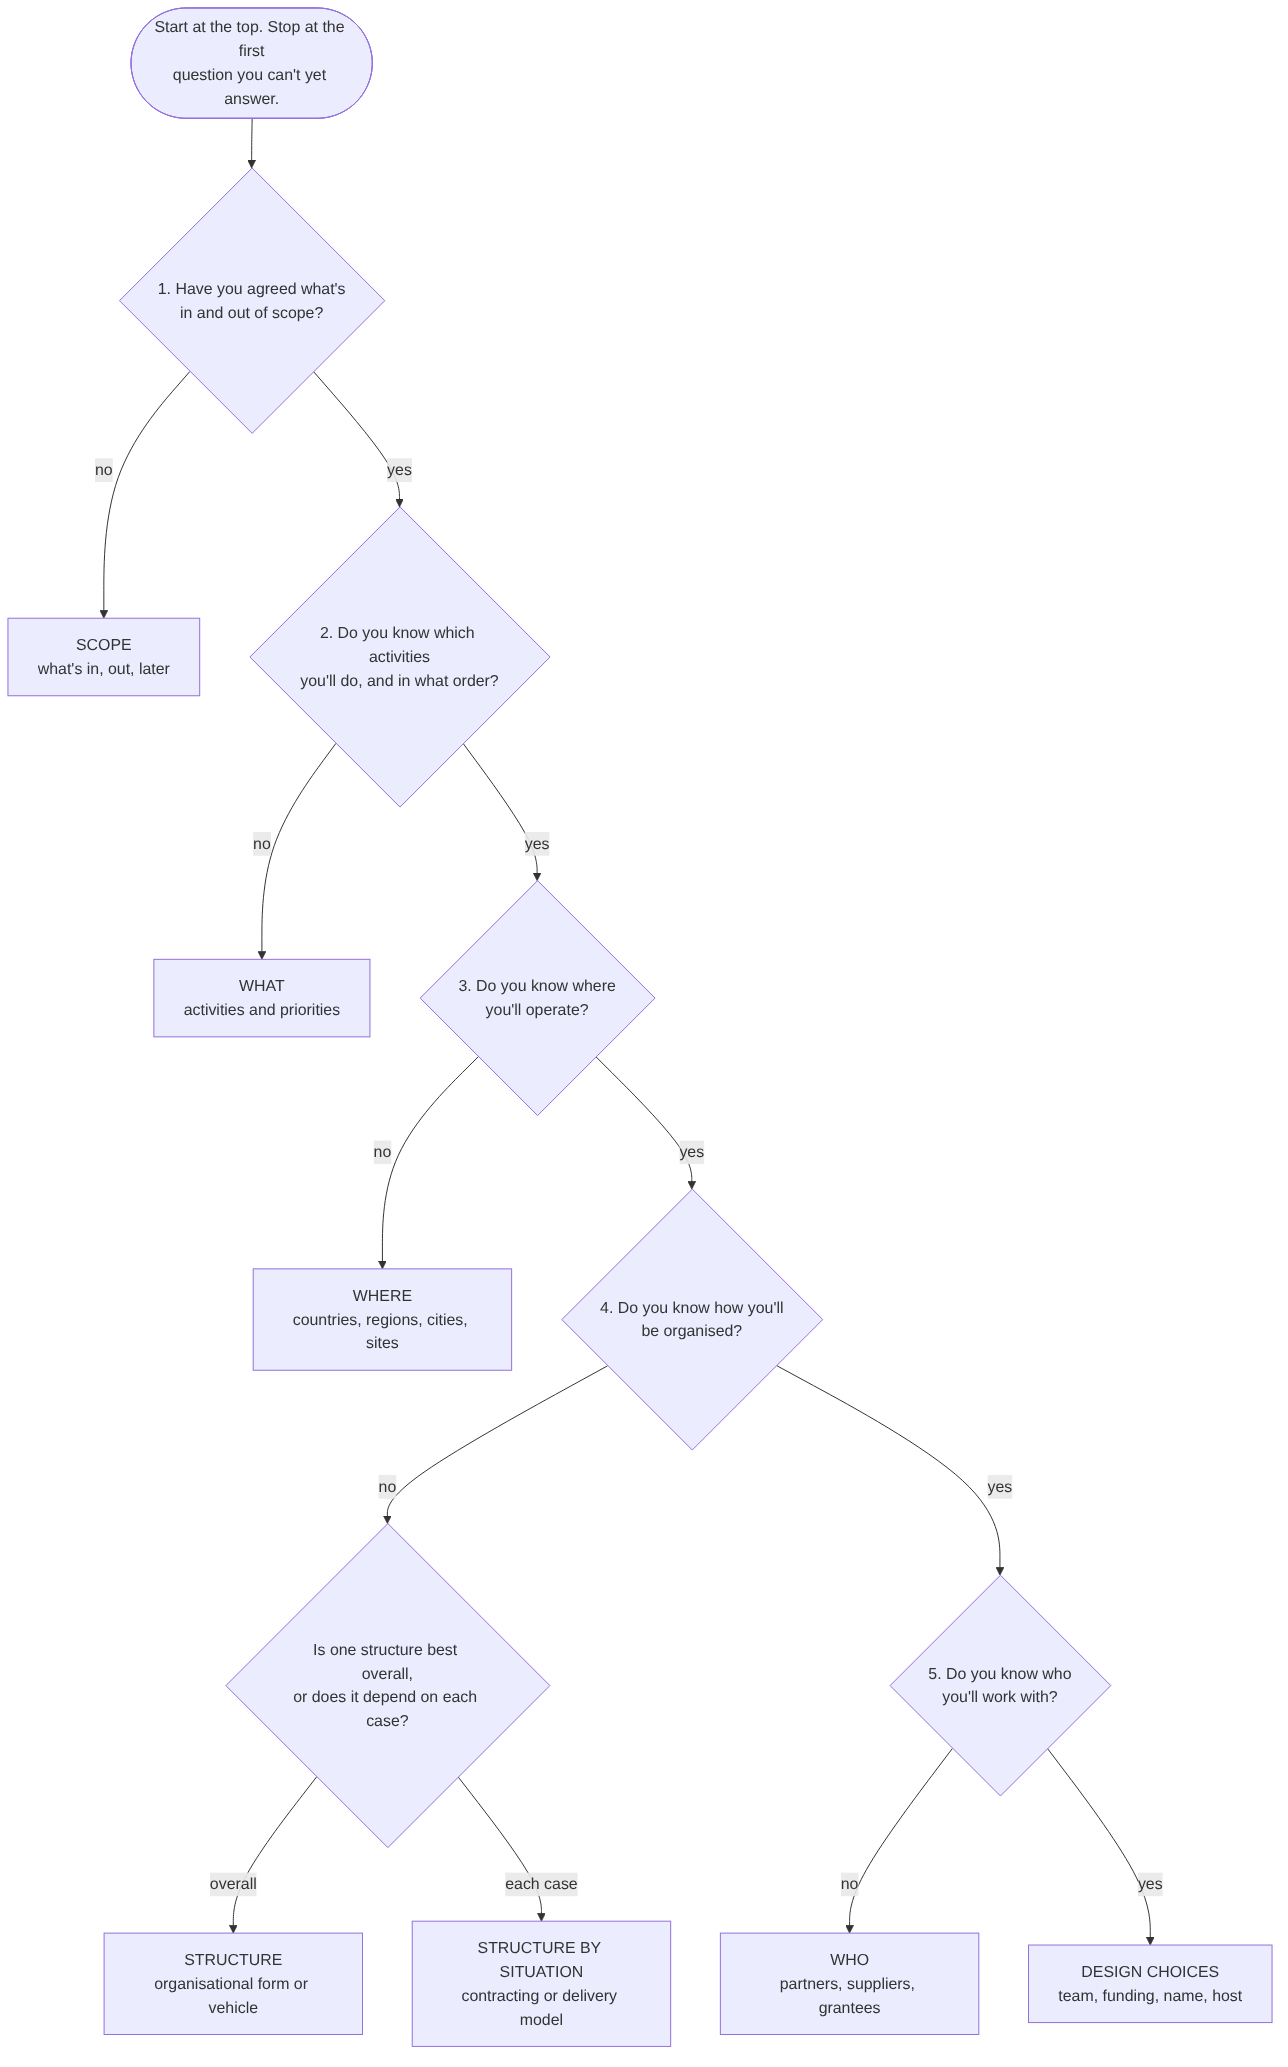 Start at the top. Stop at the
first
question you can't yet
answer.
1. Have you agreed what's
in and out of scope?
no
yes
SCOPE
what's in, out, later
2. Do you know which
activities
you'll do, and in what order?
no
yes
WHAT
activities and priorities
3. Do you know where
you'll operate?
no
yes
WHERE
countries, regions, cities,
sites
4. Do you know how you'll
be organised?
no
yes
Is one structure best
overall,
or does it depend on each
case?
5. Do you know who
you'll work with?
overall
each case
no
yes
STRUCTURE
organisational form or
vehicle
STRUCTURE BY
SITUATION
contracting or delivery
model
WHO
partners, suppliers,
grantees
DESIGN CHOICES
team, funding, name, host